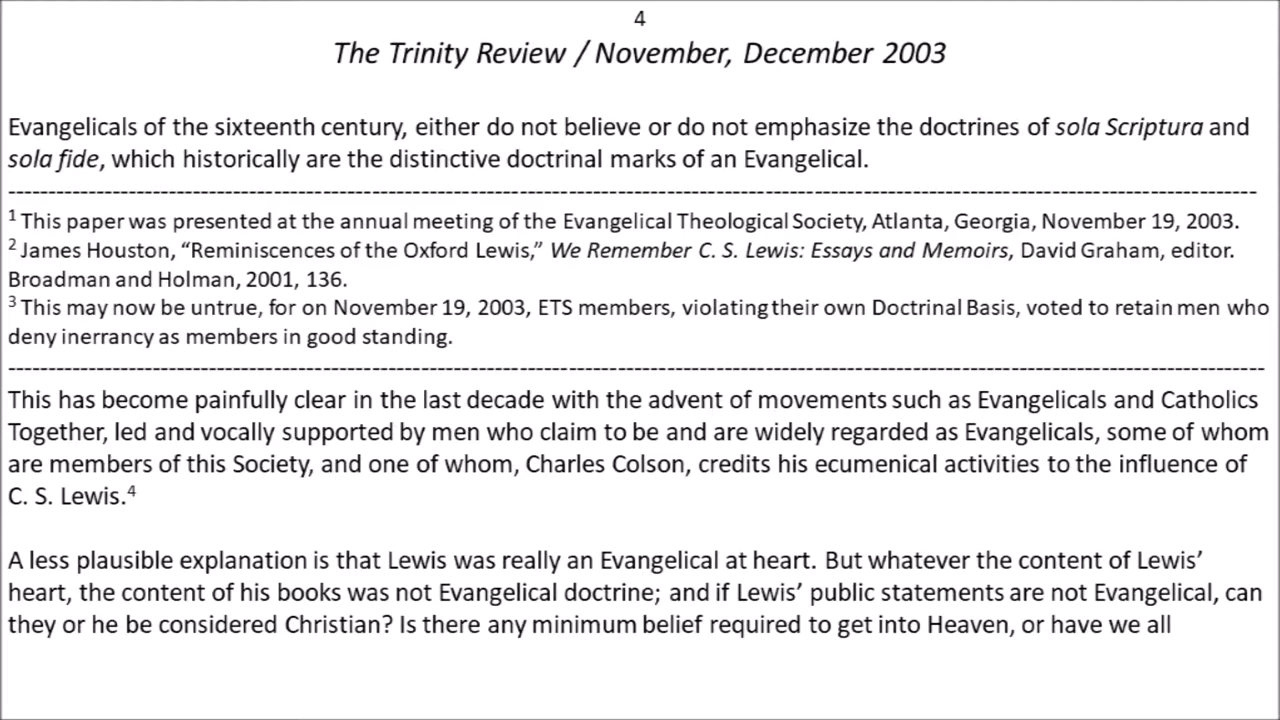 4
The Trinity Review / November, December 2003
Evangelicals of the sixteenth century, either do not believe or do not emphasize the doctrines of sola Scriptura and
sola fide, which historically are the distinctive doctrinal marks of an Evangelical.
------------------------------------------------------------------------------------------------------------------------------------------------------------
1 This paper was presented at the annual meeting of the Evangelical Theological Society, Atlanta, Georgia, November 19, 2003.
2 James Houston, “Reminiscences of the Oxford Lewis,” We Remember C. S. Lewis: Essays and Memoirs, David Graham, editor.
Broadman and Holman, 2001, 136.
3 This may now be untrue, for on November 19, 2003, ETS members, violating their own Doctrinal Basis, voted to retain men who
deny inerrancy as members in good standing.
-------------------------------------------------------------------------------------------------------------------------------------------------------------
This has become painfully clear in the last decade with the advent of movements such as Evangelicals and Catholics
Together, led and vocally supported by men who claim to be and are widely regarded as Evangelicals, some of whom
are members of this Society, and one of whom, Charles Colson, credits his ecumenical activities to the influence of
C. S. Lewis.4
A less plausible explanation is that Lewis was really an Evangelical at heart. But whatever the content of Lewis’
heart, the content of his books was not Evangelical doctrine; and if Lewis’ public statements are not Evangelical, can
they or he be considered Christian? Is there any minimum belief required to get into Heaven, or have we all